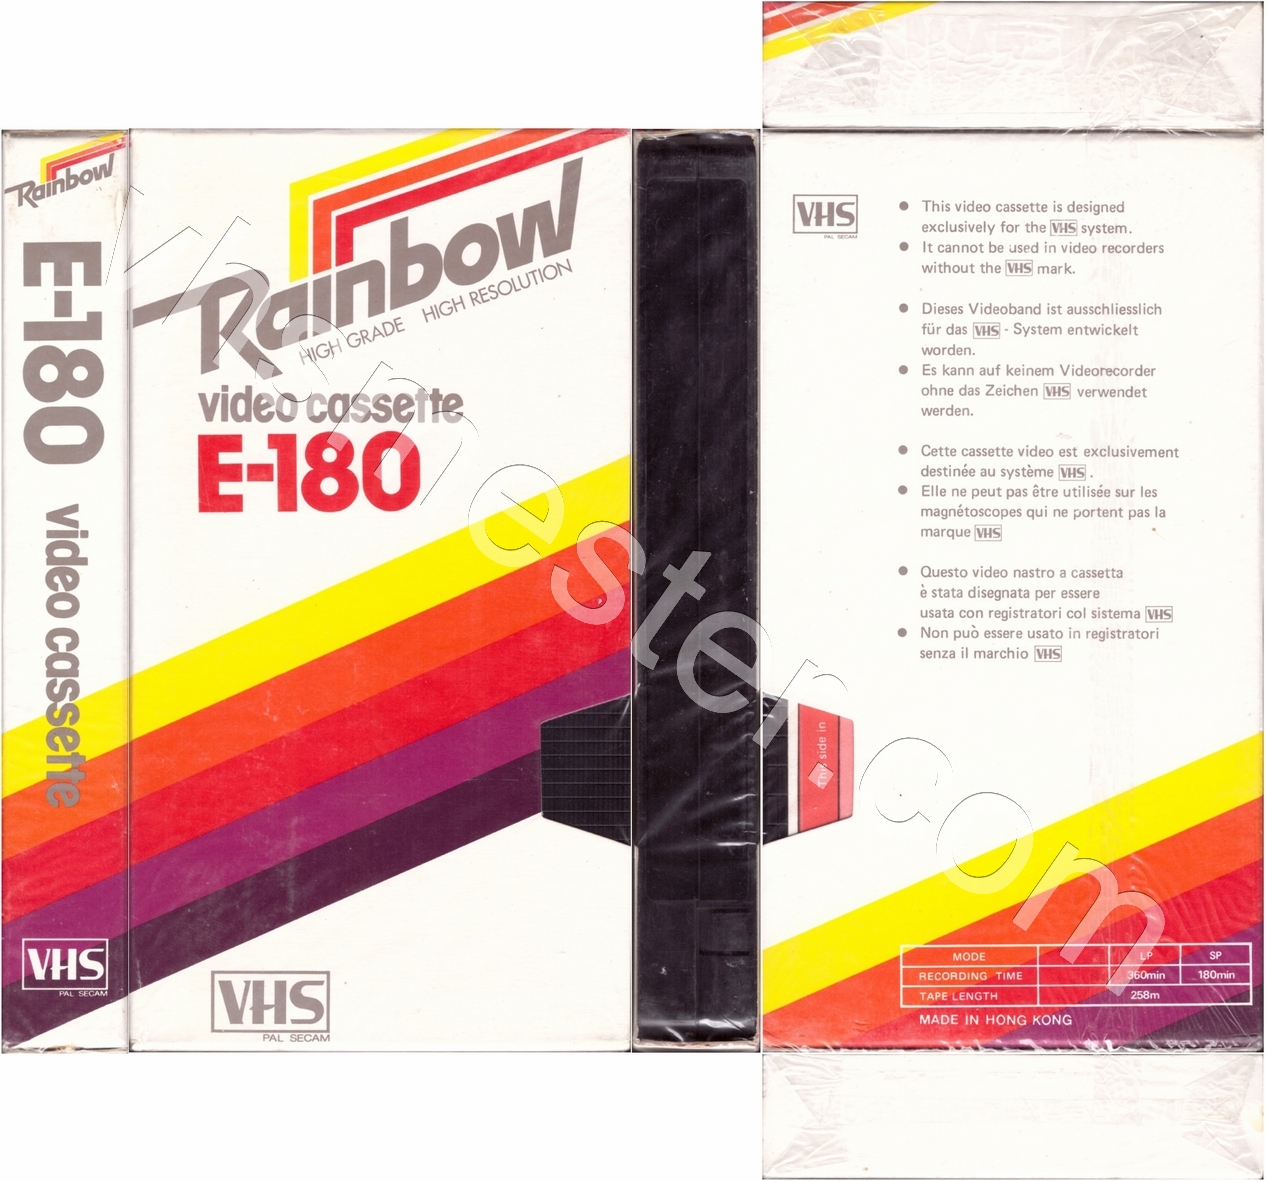 Rainbow
E-180
video cassette
VHS
PAL SECAM
Rainbow
HIGH GRADE HIGH RESOLUTION
video cassette
E-180
VHS
PAL SECAM
This side in
VHS
PAL SECAM
● This video cassette is designed
exclusively for the VHS system.
● It cannot be used in video recorders
without the VHS mark.
● Dieses Videoband ist ausschliesslich
für das VHS - System entwickelt
worden.
● Es kann auf keinem Videorecorder
ohne das Zeichen VHS verwendet
werden.
● Cette cassette video est exclusivement
destinée au système VHS .
● Elle ne peut pas être utilisée sur les
magnétoscopes qui ne portent pas la
marque VHS
● Questo video nastro a cassetta
è stata disegnata per essere
usata con registratori col sistema VHS
● Non può essere usato in registratori
senza il marchio VHS
MODE LP SP
RECORDING TIME 360min 180min
TAPE LENGTH 258m
MADE IN HONG KONG
vhsnester.com